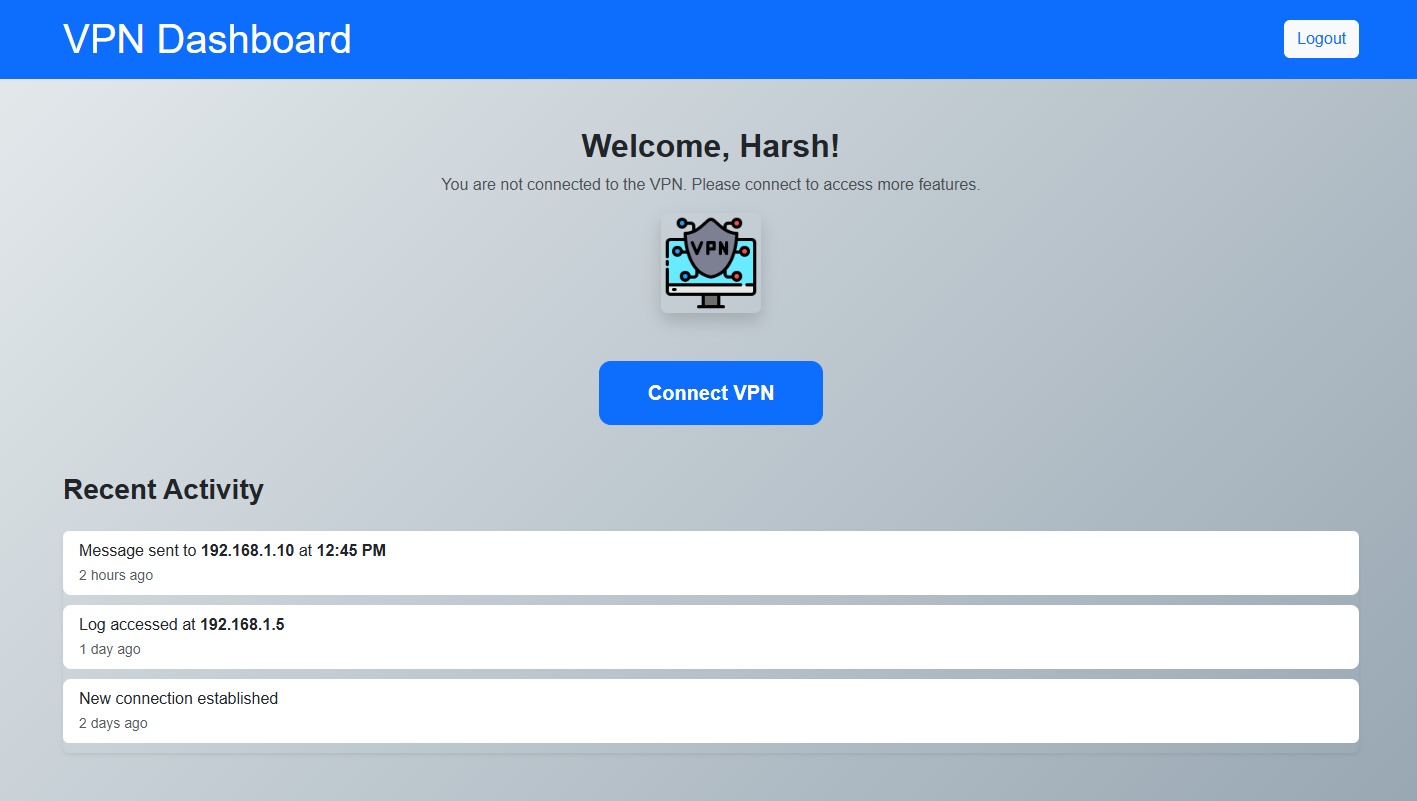 VPN Dashboard
Logout
Welcome, Harsh!
You are not connected to the VPN. Please connect to access more features.
VPN
Connect VPN
Recent Activity
Message sent to 192.168.1.10 at 12:45 PM
2 hours ago
Log accessed at 192.168.1.5
1 day ago
New connection established
2 days ago